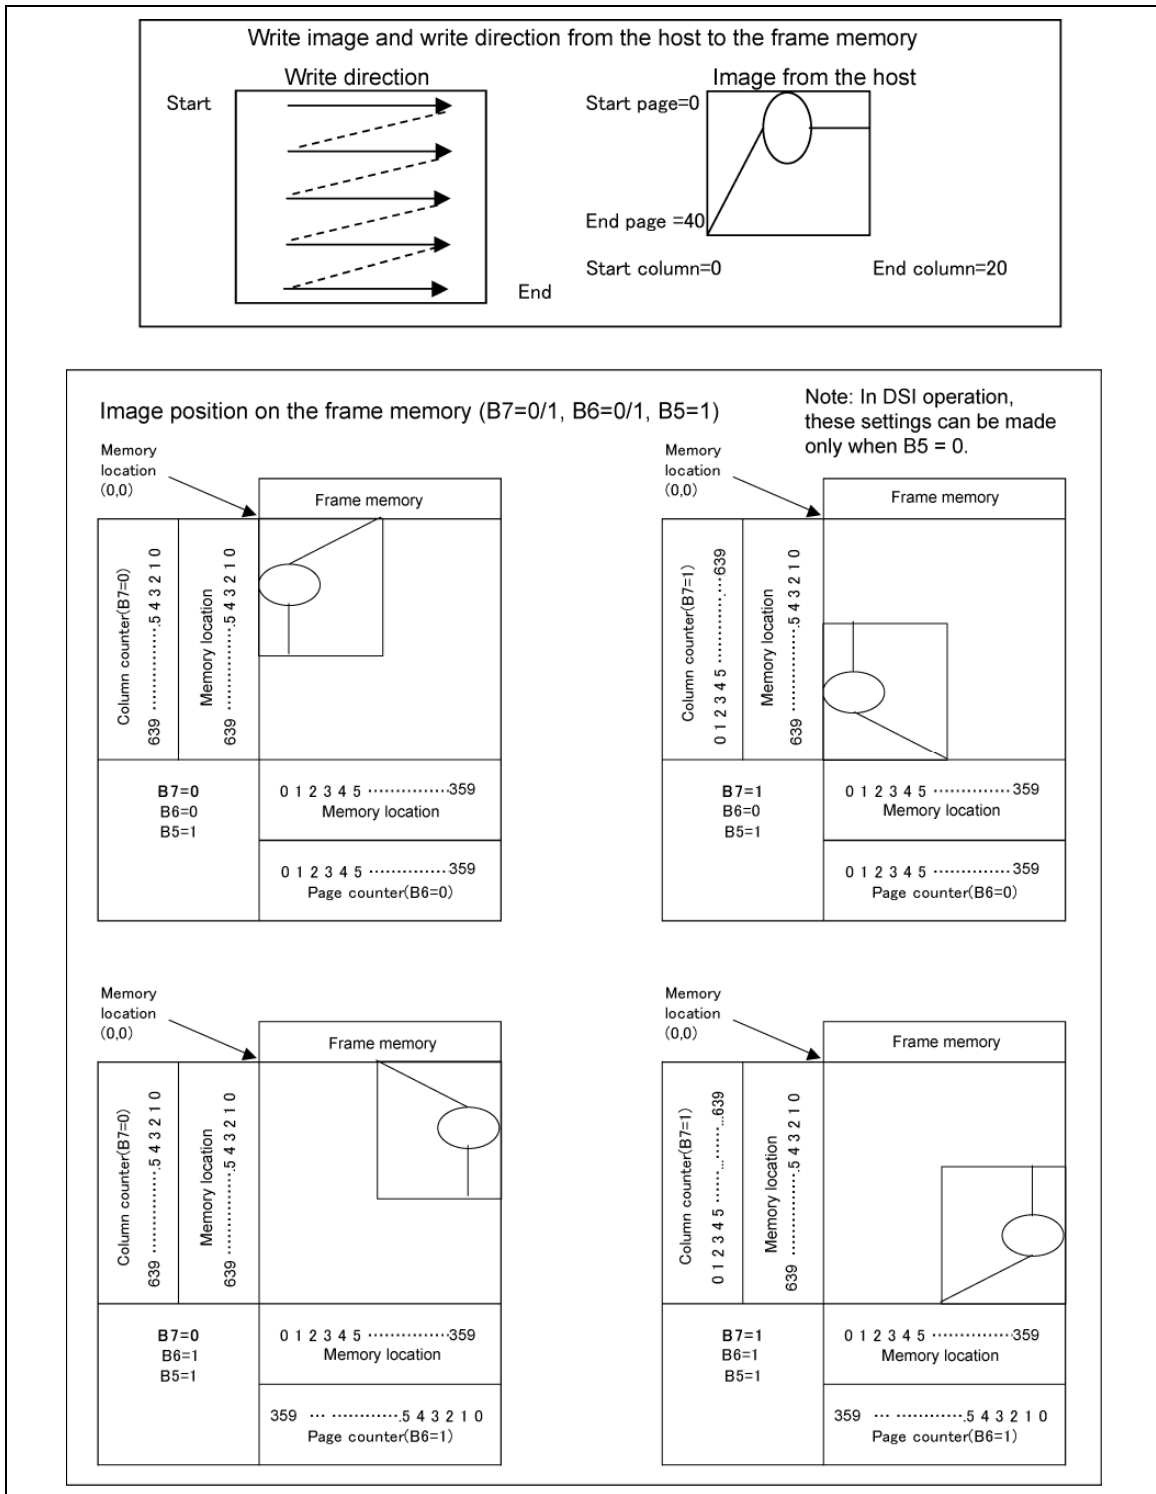 Write image and write direction from the host to the frame memory
Write direction
Start
End
Image from the host
Start page=0
End page =40
Start column=0
End column=20
Image position on the frame memory (B7=0/1, B6=0/1, B5=1)
Note: In DSI operation,
these settings can be made
only when B5 = 0.
Memory
location
(0,0)
Frame memory
Column counter(B7=0)
639 ..............5 4 3 2 1 0
Memory location
639 ..............5 4 3 2 1 0
B7=0
B6=0
B5=1
0 1 2 3 4 5 ..............359
Memory location
0 1 2 3 4 5 ..............359
Page counter(B6=0)
Memory
location
(0,0)
Frame memory
Column counter(B7=1)
0 1 2 3 4 5 ..............639
Memory location
639 ..............5 4 3 2 1 0
B7=1
B6=0
B5=1
0 1 2 3 4 5 ..............359
Memory location
0 1 2 3 4 5 ..............359
Page counter(B6=0)
Memory
location
(0,0)
Frame memory
Column counter(B7=0)
639 ..............5 4 3 2 1 0
Memory location
639 ..............5 4 3 2 1 0
B7=0
B6=1
B5=1
0 1 2 3 4 5 ..............359
Memory location
359 ... .............5 4 3 2 1 0
Page counter(B6=1)
Memory
location
(0,0)
Frame memory
Column counter(B7=1)
0 1 2 3 4 5 ......... .........639
Memory location
639 ..............5 4 3 2 1 0
B7=1
B6=1
B5=1
0 1 2 3 4 5 ..............359
Memory location
359 ... .............5 4 3 2 1 0
Page counter(B6=1)